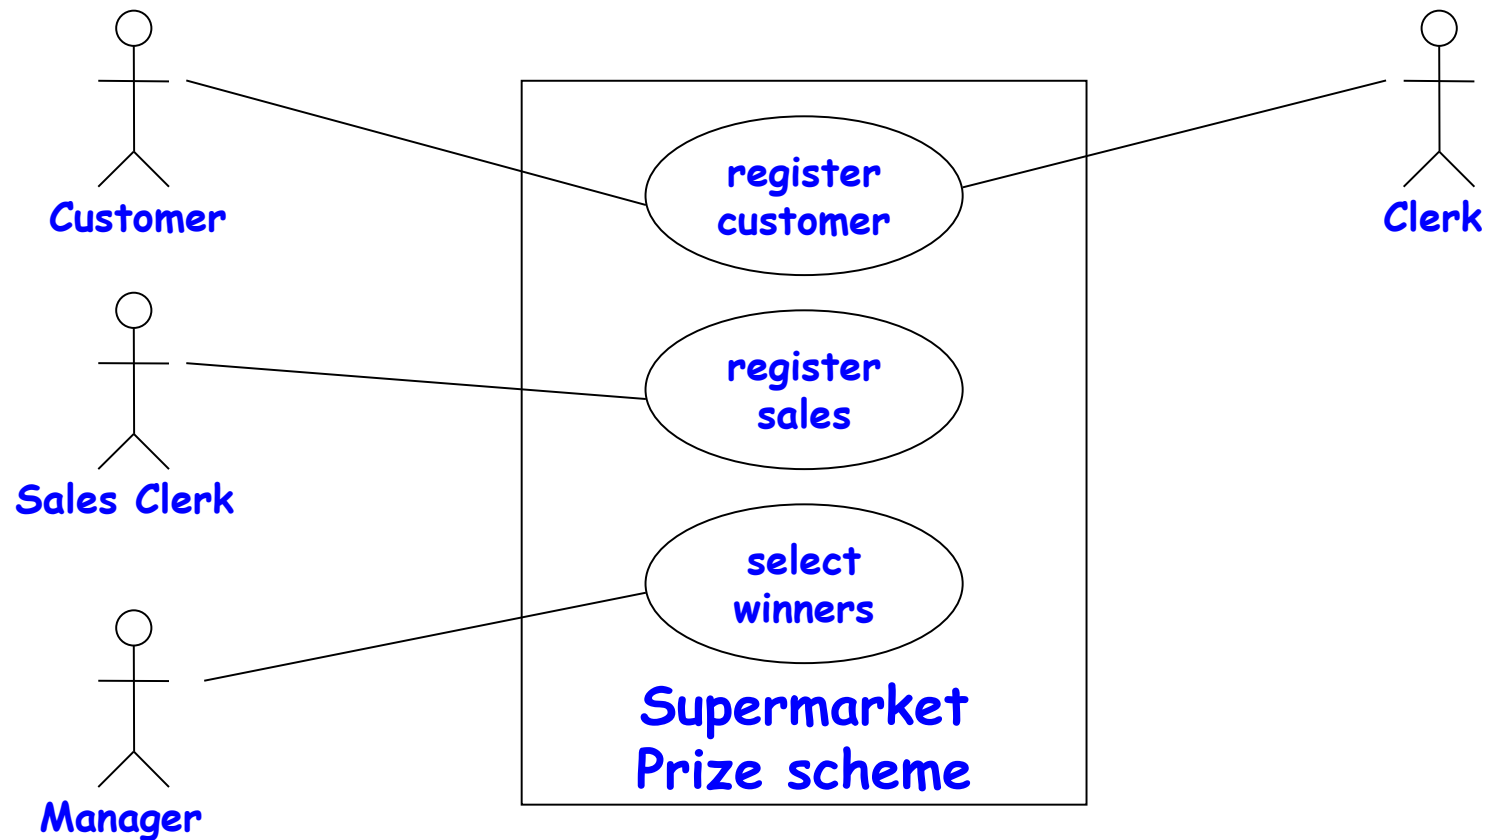 register
customer
Customer
Clerk
register
sales
Sales Clerk
select
winners
Supermarket
Prize scheme
Manager